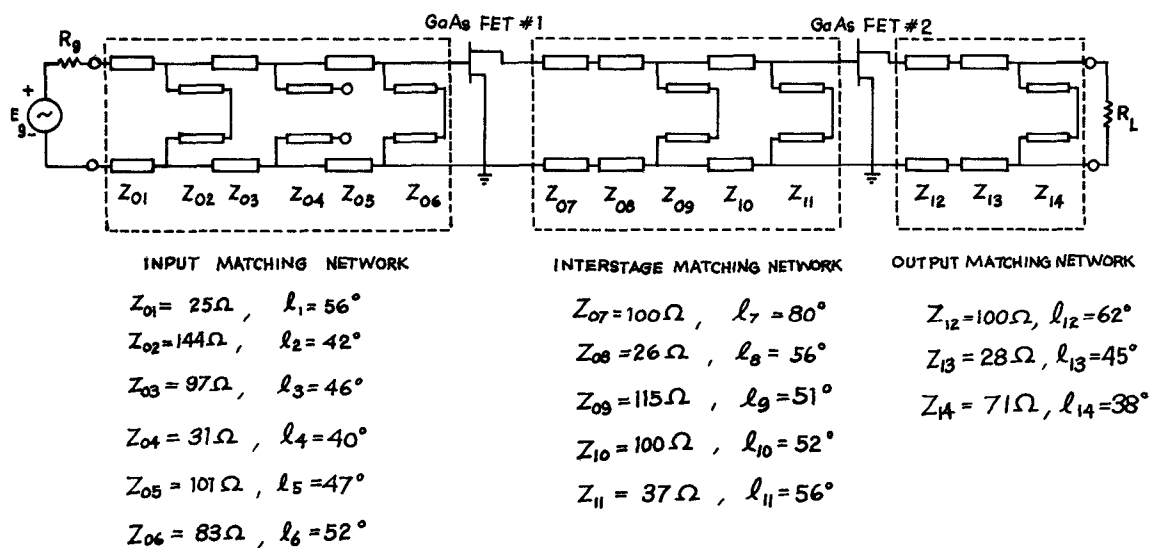 GaAs FET #1
GaAs FET #2
Rg
+
Eg
~
-
RL
Z01 Z02 Z03 Z04 Z05 Z06
Z07 Z08 Z09 Z10 Z11
Z12 Z13 Z14
INPUT MATCHING NETWORK
Z01= 25Ω, l1=56°
Z02=144Ω, l2=42°
Z03=97Ω, l3=46°
Z04=31Ω, l4=40°
Z05=101Ω, l5=47°
Z06=83Ω, l6=52°
INTERSTAGE MATCHING NETWORK
Z07=100Ω, l7=80°
Z08=26Ω, l8=56°
Z09=115Ω, l9=51°
Z10=100Ω, l10=52°
Z11=37Ω, l11=56°
OUTPUT MATCHING NETWORK
Z12=100Ω, l12=62°
Z13=28Ω, l13=45°
Z14=71Ω, l14=38°